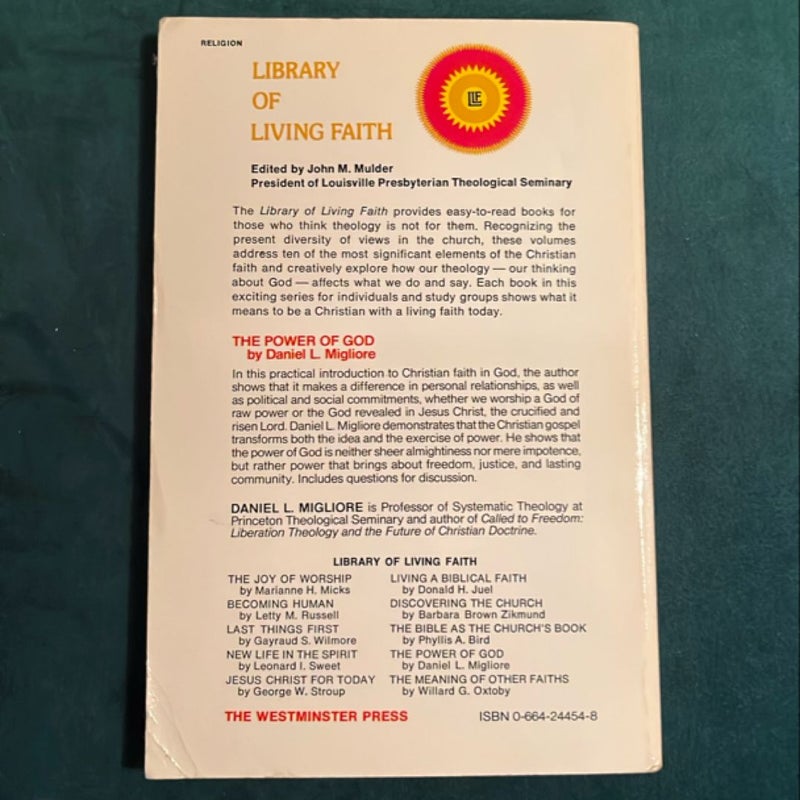 RELIGION
LIBRARY
OF
LIVING FAITH
LLF
Edited by John M. Mulder
President of Louisville Presbyterian Theological Seminary
The Library of Living Faith provides easy-to-read books for
those who think theology is not for them. Recognizing the
present diversity of views in the church, these volumes
address ten of the most significant elements of the Christian
faith and creatively explore how our theology — our thinking
about God — affects what we do and say. Each book in this
exciting series for individuals and study groups shows what it
means to be a Christian with a living faith today.
THE POWER OF GOD
by Daniel L. Migliore
In this practical introduction to Christian faith in God, the author
shows that it makes a difference in personal relationships, as well
as political and social commitments, whether we worship a God of
raw power or the God revealed in Jesus Christ, the crucified and
risen Lord. Daniel L. Migliore demonstrates that the Christian gospel
transforms both the idea and the exercise of power. He shows that
the power of God is neither sheer almightiness nor mere impotence,
but rather power that brings about freedom, justice, and lasting
community. Includes questions for discussion.
DANIEL L. MIGLIORE is Professor of Systematic Theology at
Princeton Theological Seminary and author of Called to Freedom:
Liberation Theology and the Future of Christian Doctrine.
LIBRARY OF LIVING FAITH
THE JOY OF WORSHIP
by Marianne H. Micks
BECOMING HUMAN
by Letty M. Russell
LAST THINGS FIRST
by Gayraud S. Wilmore
NEW LIFE IN THE SPIRIT
by Leonard I. Sweet
JESUS CHRIST FOR TODAY
by George W. Stroup
LIVING A BIBLICAL FAITH
by Donald H. Juel
DISCOVERING THE CHURCH
by Barbara Brown Zikmund
THE BIBLE AS THE CHURCH'S BOOK
by Phyllis A. Bird
THE POWER OF GOD
by Daniel L. Migliore
THE MEANING OF OTHER FAITHS
by Willard G. Oxtoby
THE WESTMINSTER PRESS
ISBN 0-664-24454-8